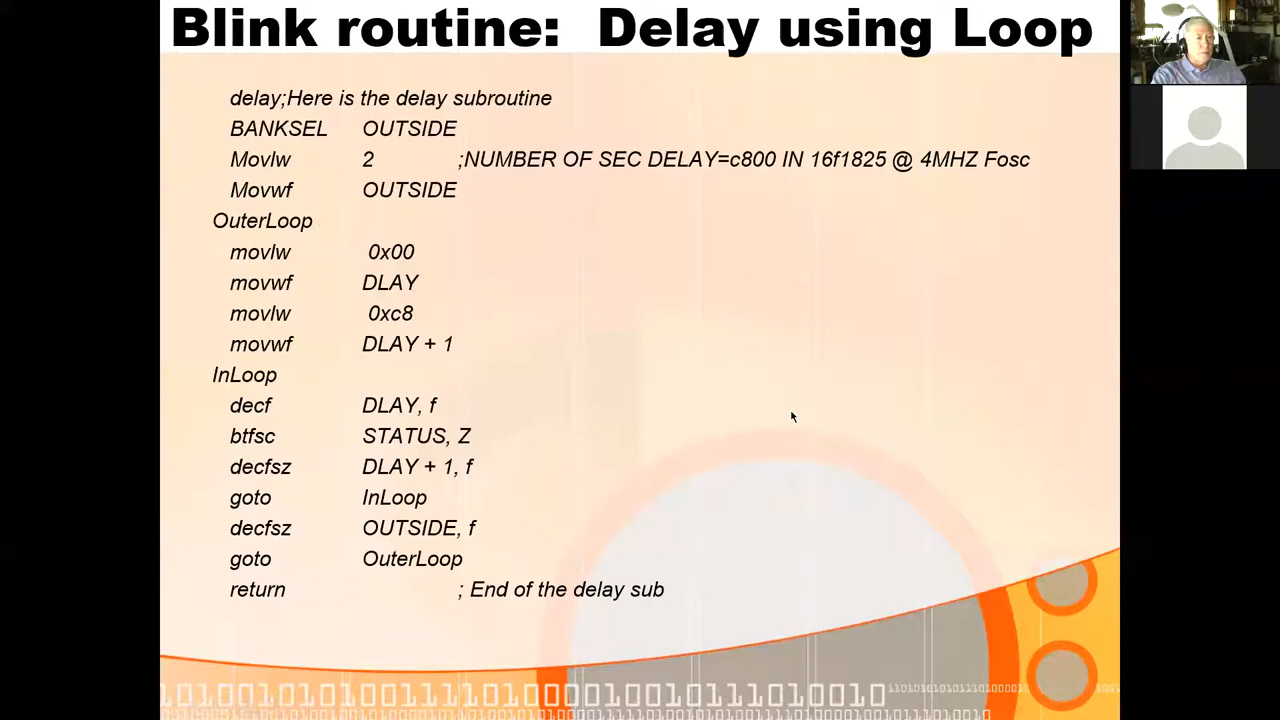 Blink routine: Delay using Loop
delay;Here is the delay subroutine
BANKSEL OUTSIDE
Movlw 2 ;NUMBER OF SEC DELAY=c800 IN 16f1825 @ 4MHZ Fosc
Movwf OUTSIDE
OuterLoop
movlw 0x00
movwf DLAY
movlw 0xc8
movwf DLAY + 1
InLoop
decf DLAY, f
btfsc STATUS, Z
decfsz DLAY + 1, f
goto InLoop
decfsz OUTSIDE, f
goto OuterLoop
return ; End of the delay sub